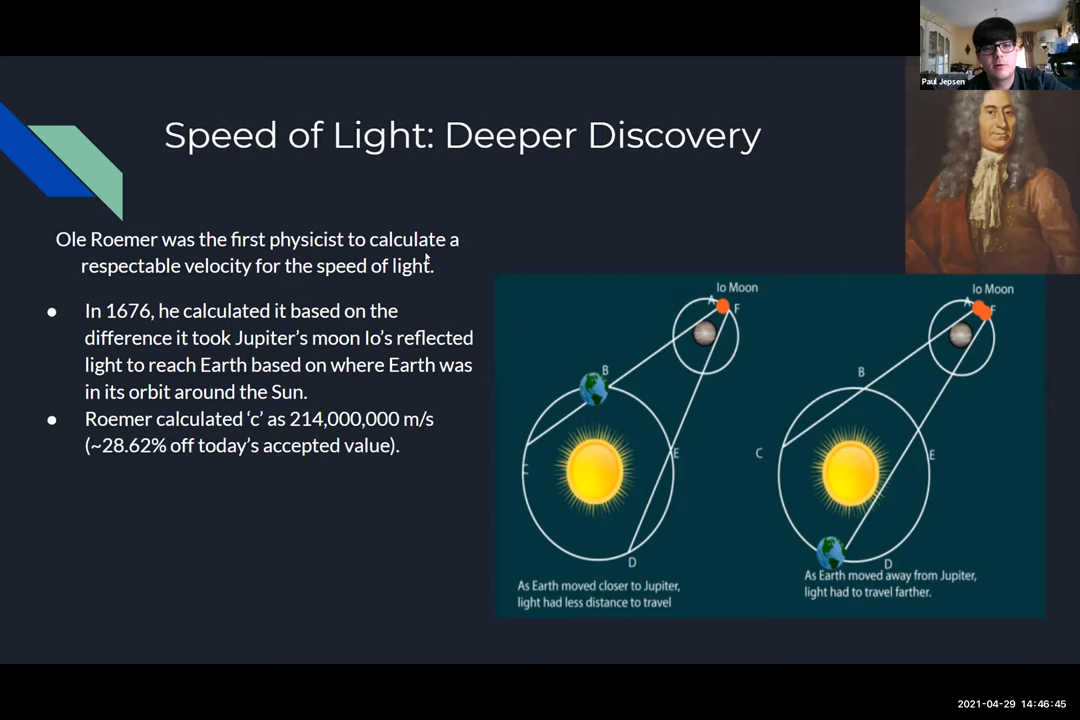 Paul Jepsen
Speed of Light: Deeper Discovery
Ole Roemer was the first physicist to calculate a
respectable velocity for the speed of light.
● In 1676, he calculated it based on the
difference it took Jupiter's moon Io's reflected
light to reach Earth based on where Earth was
in its orbit around the Sun.
● Roemer calculated 'c' as 214,000,000 m/s
(~28.62% off today's accepted value).
Io Moon
A
F
B
C
E
D
As Earth moved closer to Jupiter,
light had less distance to travel
Io Moon
A
F
B
C
E
D
As Earth moved away from Jupiter,
light had to travel farther.
2021-04-29 14:46:45